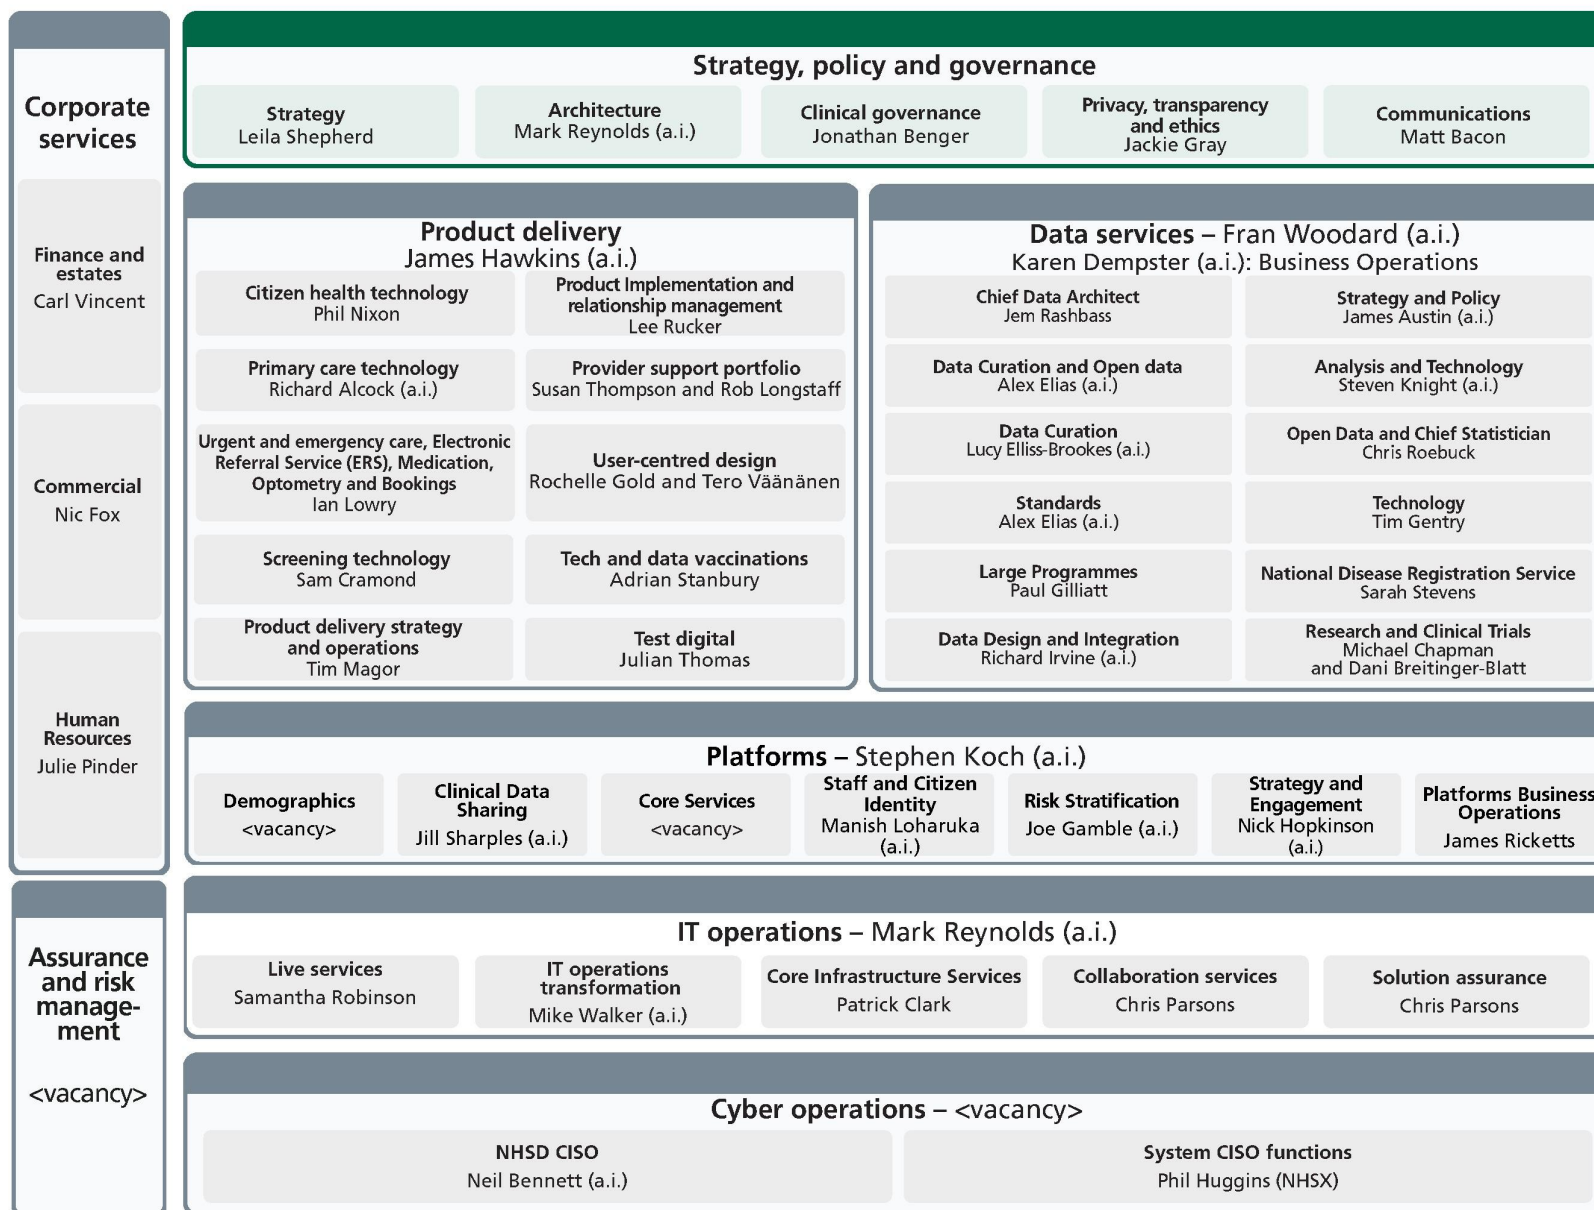 Corporate
services
Finance and
estates
Carl Vincent
Commercial
Nic Fox
Human
Resources
Julie Pinder
Assurance
and risk
manage-
ment
<vacancy>
Strategy, policy and governance
Strategy
Leila Shepherd
Architecture
Mark Reynolds (a.i.)
Clinical governance
Jonathan Benger
Privacy, transparency
and ethics
Jackie Gray
Communications
Matt Bacon
Product delivery
James Hawkins (a.i.)
Citizen health technology
Phil Nixon
Product Implementation and
relationship management
Lee Rucker
Primary care technology
Richard Alcock (a.i.)
Provider support portfolio
Susan Thompson and Rob Longstaff
Urgent and emergency care, Electronic
Referral Service (ERS), Medication,
Optometry and Bookings
Ian Lowry
User-centred design
Rochelle Gold and Tero Väänänen
Screening technology
Sam Cramond
Tech and data vaccinations
Adrian Stanbury
Product delivery strategy
and operations
Tim Magor
Test digital
Julian Thomas
Data services – Fran Woodard (a.i.)
Karen Dempster (a.i.): Business Operations
Chief Data Architect
Jem Rashbass
Strategy and Policy
James Austin (a.i.)
Data Curation and Open data
Alex Elias (a.i.)
Analysis and Technology
Steven Knight (a.i.)
Data Curation
Lucy Elliss-Brookes (a.i.)
Open Data and Chief Statistician
Chris Roebuck
Standards
Alex Elias (a.i.)
Technology
Tim Gentry
Large Programmes
Paul Gilliatt
National Disease Registration Service
Sarah Stevens
Data Design and Integration
Richard Irvine (a.i.)
Research and Clinical Trials
Michael Chapman
and Dani Breitinger-Blatt
Platforms – Stephen Koch (a.i.)
Demographics
<vacancy>
Clinical Data
Sharing
Jill Sharples (a.i.)
Core Services
<vacancy>
Staff and Citizen
Identity
Manish Loharuka
(a.i.)
Risk Stratification
Joe Gamble (a.i.)
Strategy and
Engagement
Nick Hopkinson
(a.i.)
Platforms Business
Operations
James Ricketts
IT operations – Mark Reynolds (a.i.)
Live services
Samantha Robinson
IT operations
transformation
Mike Walker (a.i.)
Core Infrastructure Services
Patrick Clark
Collaboration services
Chris Parsons
Solution assurance
Chris Parsons
Cyber operations – <vacancy>
NHSD CISO
Neil Bennett (a.i.)
System CISO functions
Phil Huggins (NHSX)